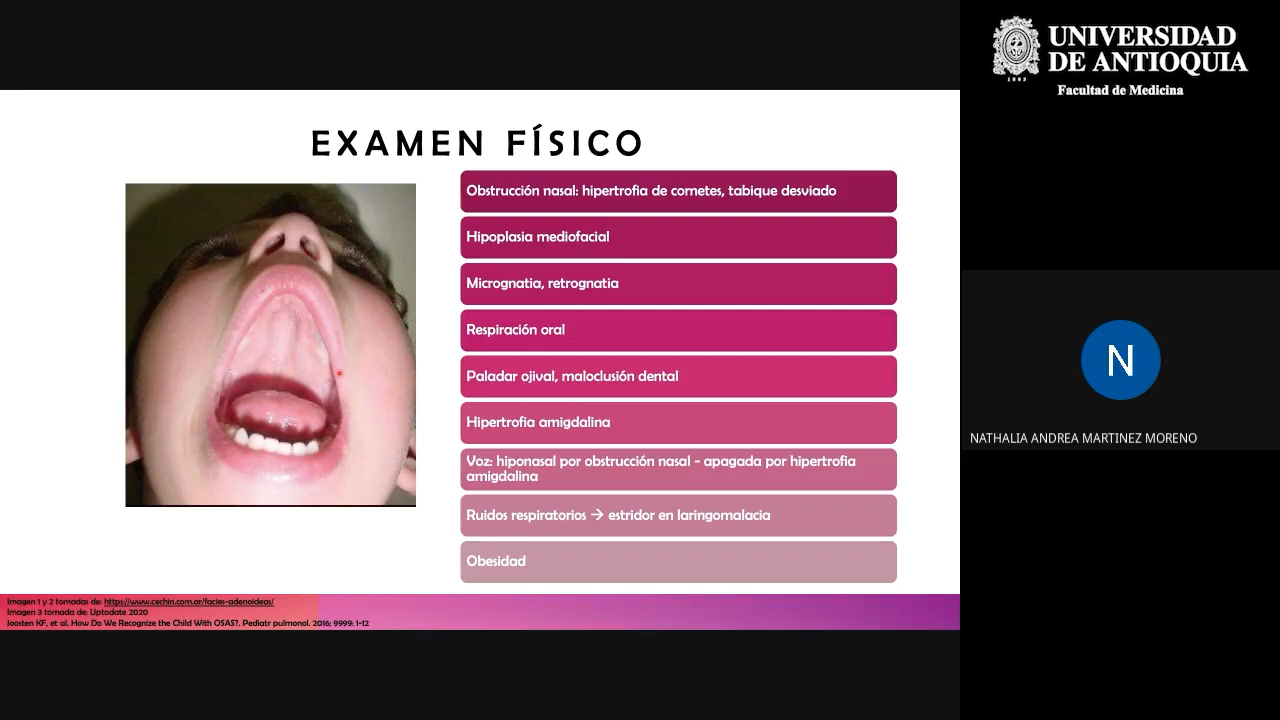 UNIVERSIDAD
DE ANTIOQUIA
1803
Facultad de Medicina
EXAMEN FÍSICO
Obstrucción nasal: hipertrofia de cornetes, tabique desviado
Hipoplasia mediofacial
Micrognatia, retrognatia
Respiración oral
Paladar ojival, maloclusión dental
Hipertrofia amigdalina
Voz: hiponasal por obstrucción nasal - apagada por hipertrofia
amigdalina
Ruidos respiratorios → estridor en laringomalacia
Obesidad
Imagen 1 y 2 tomadas de: https://www.cechin.com.ar/facies-adenoideas/
Imagen 3 tomada de: Uptodate 2020
Joosten KF, et al. How Do We Recognize the Child With OSAS?. Pediatr pulmonol. 2016; 9999: 1-12
N
NATHALIA ANDREA MARTINEZ MORENO